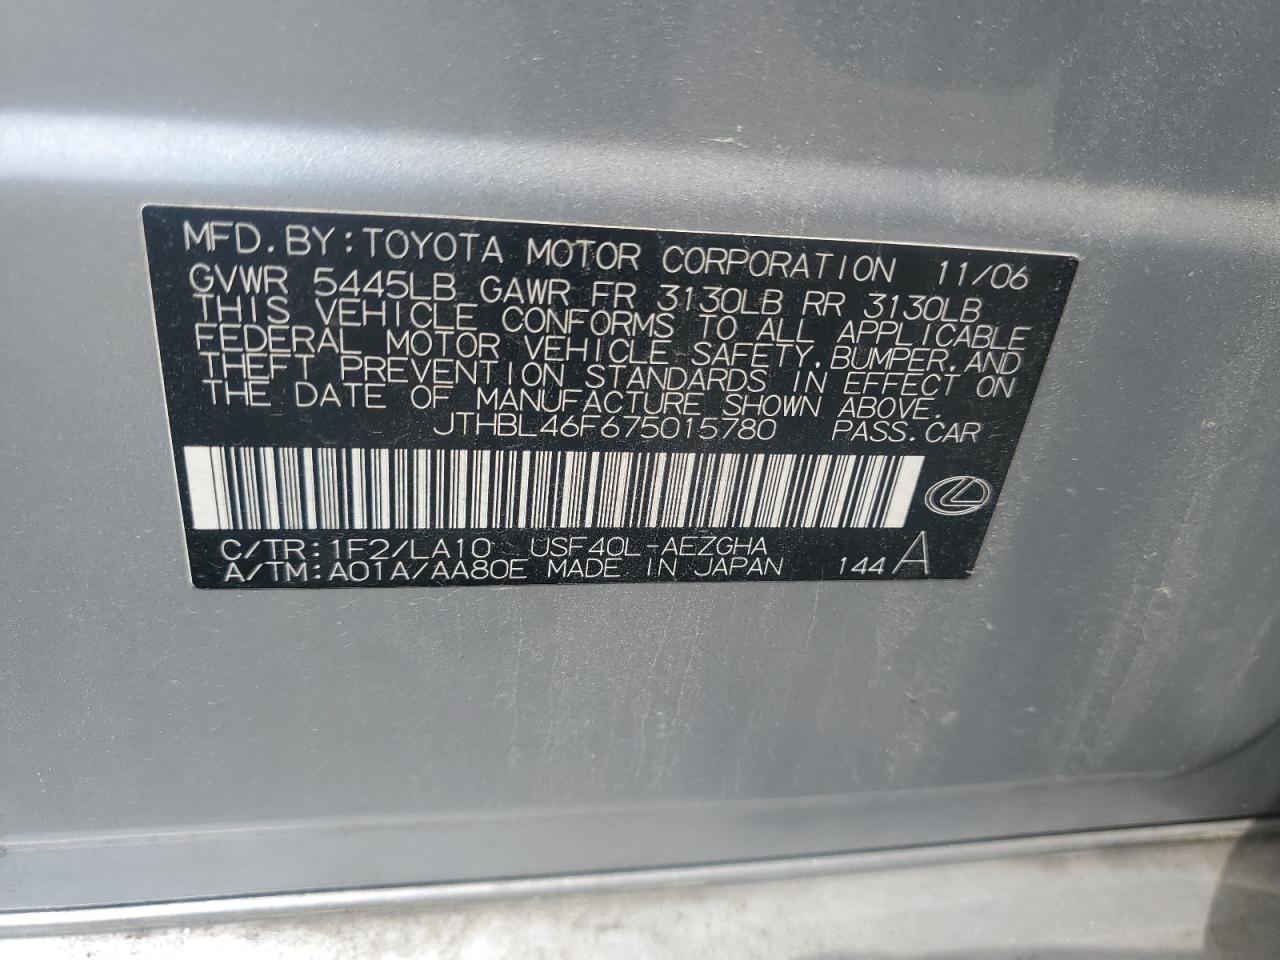 MFD.BY:TOYOTA MOTOR CORPORATION 11/06
GVWR 5445LB GAWR FR 3130LB RR 3130LB
THIS VEHICLE CONFORMS TO ALL APPLICABLE
FEDERAL MOTOR VEHICLE SAFETY,BUMPER,AND
THEFT PREVENTION STANDARDS IN EFFECT ON
THE DATE OF MANUFACTURE SHOWN ABOVE.
JTHBL46F675015780 PASS.CAR
C/TR:1F2/LA10 USF40L-AEZGHA
A/TM:A01A/AA80E MADE IN JAPAN 144 A